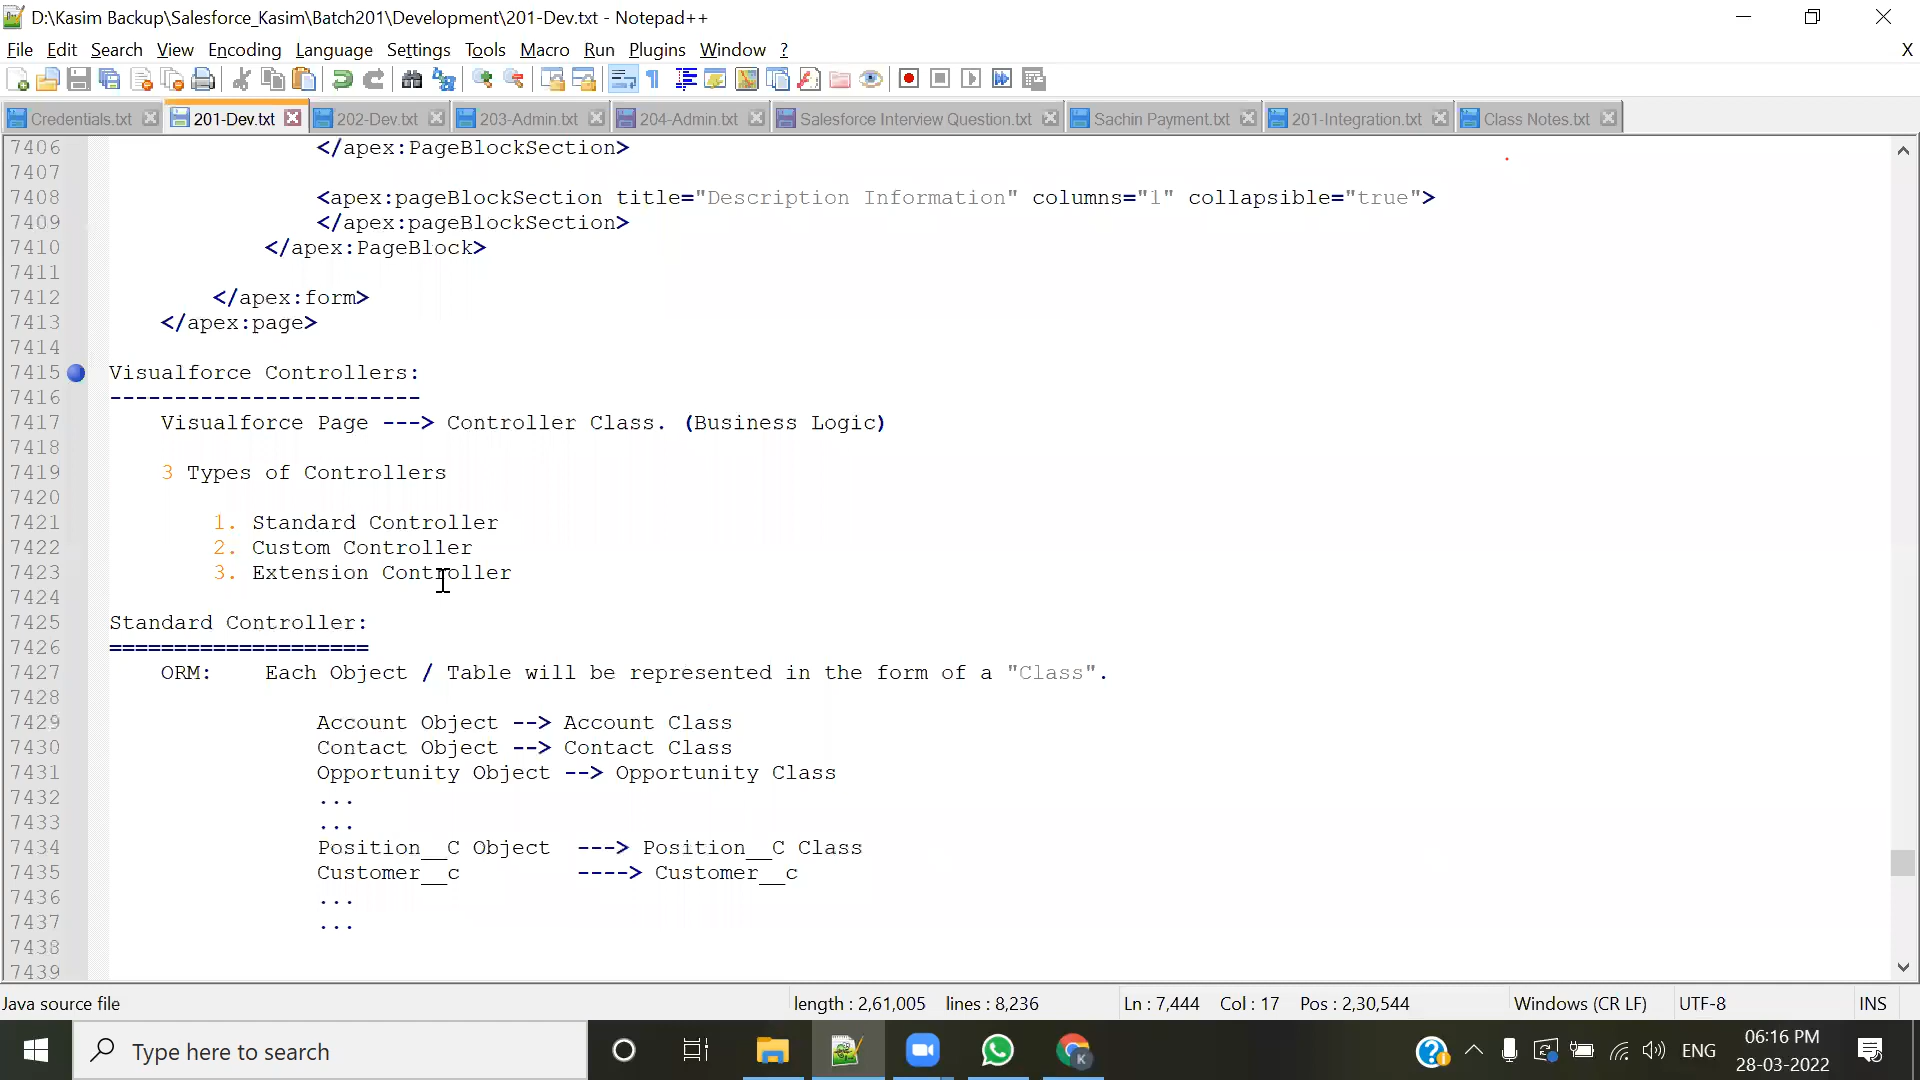 D:\Kasim Backup\Salesforce_Kasim\Batch201\Development\201-Dev.txt - Notepad++
File Edit Search View Encoding Language Settings Tools Macro Run Plugins Window ? X
Credentials.txt 201-Dev.txt 202-Dev.txt 203-Admin.txt 204-Admin.txt Salesforce Interview Question.txt Sachin Payment.txt 201-Integration.txt Class Notes.txt
7406 </apex:PageBlockSection>
7407
7408 <apex:pageBlockSection title="Description Information" columns="1" collapsible="true">
7409 </apex:pageBlockSection>
7410 </apex:PageBlock>
7411
7412 </apex:form>
7413 </apex:page>
7414
7415 Visualforce Controllers:
7416 ------------------------
7417 Visualforce Page ---> Controller Class. (Business Logic)
7418
7419 3 Types of Controllers
7420
7421 1. Standard Controller
7422 2. Custom Controller
7423 3. Extension Controller
7424
7425 Standard Controller:
7426 ====================
7427 ORM: Each Object / Table will be represented in the form of a "Class".
7428
7429 Account Object --> Account Class
7430 Contact Object --> Contact Class
7431 Opportunity Object --> Opportunity Class
7432 ...
7433 ...
7434 Position__C Object ---> Position__C Class
7435 Customer__c ----> Customer__c
7436 ...
7437 ...
7438
7439
Java source file length : 2,61,005 lines : 8,236 Ln : 7,444 Col : 17 Pos : 2,30,544 Windows (CR LF) UTF-8 INS
Type here to search
ENG
06:16 PM
28-03-2022